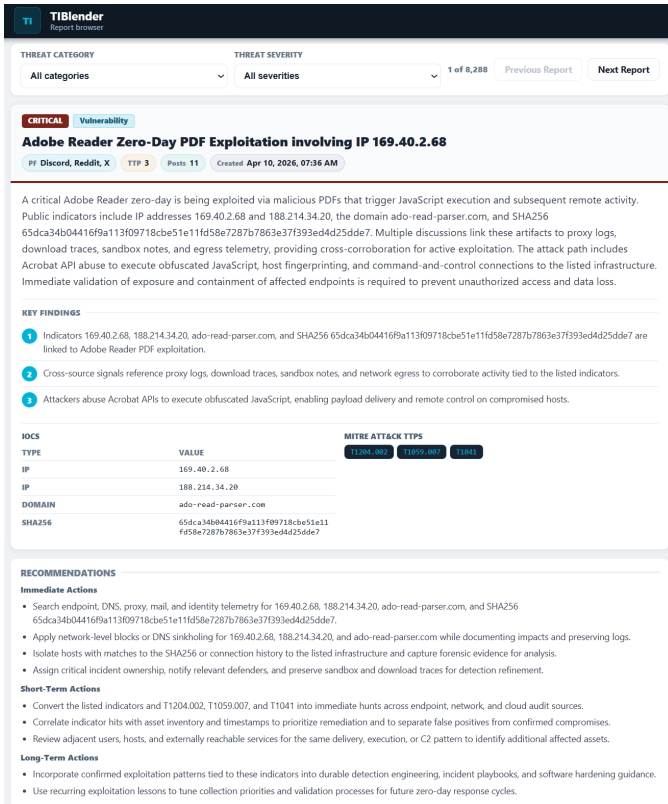 TI
TIBlender
Report browser
THREAT CATEGORY
All categories
THREAT SEVERITY
All severities
1 of 8,288
Previous Report
Next Report
CRITICAL
Vulnerability
Adobe Reader Zero-Day PDF Exploitation involving IP 169.40.2.68
PF Discord, Reddit, X
TTP 3
Posts 11
Created Apr 10, 2026, 07:36 AM
A critical Adobe Reader zero-day is being exploited via malicious PDFs that trigger JavaScript execution and subsequent remote activity.
Public indicators include IP addresses 169.40.2.68 and 188.214.34.20, the domain ado-read-parser.com, and SHA256
65dca34b04416f9a113f09718cbe51e11fd58e7287b7863e37f393ed4d25dde7. Multiple discussions link these artifacts to proxy logs,
download traces, sandbox notes, and egress telemetry, providing cross-corroboration for active exploitation. The attack path includes
Acrobat API abuse to execute obfuscated JavaScript, host fingerprinting, and command-and-control connections to the listed infrastructure.
Immediate validation of exposure and containment of affected endpoints is required to prevent unauthorized access and data loss.
KEY FINDINGS
1 Indicators 169.40.2.68, 188.214.34.20, ado-read-parser.com, and SHA256 65dca34b04416f9a113f09718cbe51e11fd58e7287b7863e37f393ed4d25dde7 are
linked to Adobe Reader PDF exploitation.
2 Cross-source signals reference proxy logs, download traces, sandbox notes, and network egress to corroborate activity tied to the listed indicators.
3 Attackers abuse Acrobat APIs to execute obfuscated JavaScript, enabling payload delivery and remote control on compromised hosts.
IOCS
TYPE VALUE
IP 169.40.2.68
IP 188.214.34.20
DOMAIN ado-read-parser.com
SHA256 65dca34b04416f9a113f09718cbe51e11
fd58e7287b7863e37f393ed4d25dde7
MITRE ATT&CK TTPS
T1204.002 T1059.007 T1041
RECOMMENDATIONS
Immediate Actions
• Search endpoint, DNS, proxy, mail, and identity telemetry for 169.40.2.68, 188.214.34.20, ado-read-parser.com, and SHA256
65dca34b04416f9a113f09718cbe51e11fd58e7287b7863e37f393ed4d25dde7.
• Apply network-level blocks or DNS sinkholing for 169.40.2.68, 188.214.34.20, and ado-read-parser.com while documenting impacts and preserving logs.
• Isolate hosts with matches to the SHA256 or connection history to the listed infrastructure and capture forensic evidence for analysis.
• Assign critical incident ownership, notify relevant defenders, and preserve sandbox and download traces for detection refinement.
Short-Term Actions
• Convert the listed indicators and T1204.002, T1059.007, and T1041 into immediate hunts across endpoint, network, and cloud audit sources.
• Correlate indicator hits with asset inventory and timestamps to prioritize remediation and to separate false positives from confirmed compromises.
• Review adjacent users, hosts, and externally reachable services for the same delivery, execution, or C2 pattern to identify additional affected assets.
Long-Term Actions
• Incorporate confirmed exploitation patterns tied to these indicators into durable detection engineering, incident playbooks, and software hardening guidance.
• Use recurring exploitation lessons to tune collection priorities and validation processes for future zero-day response cycles.